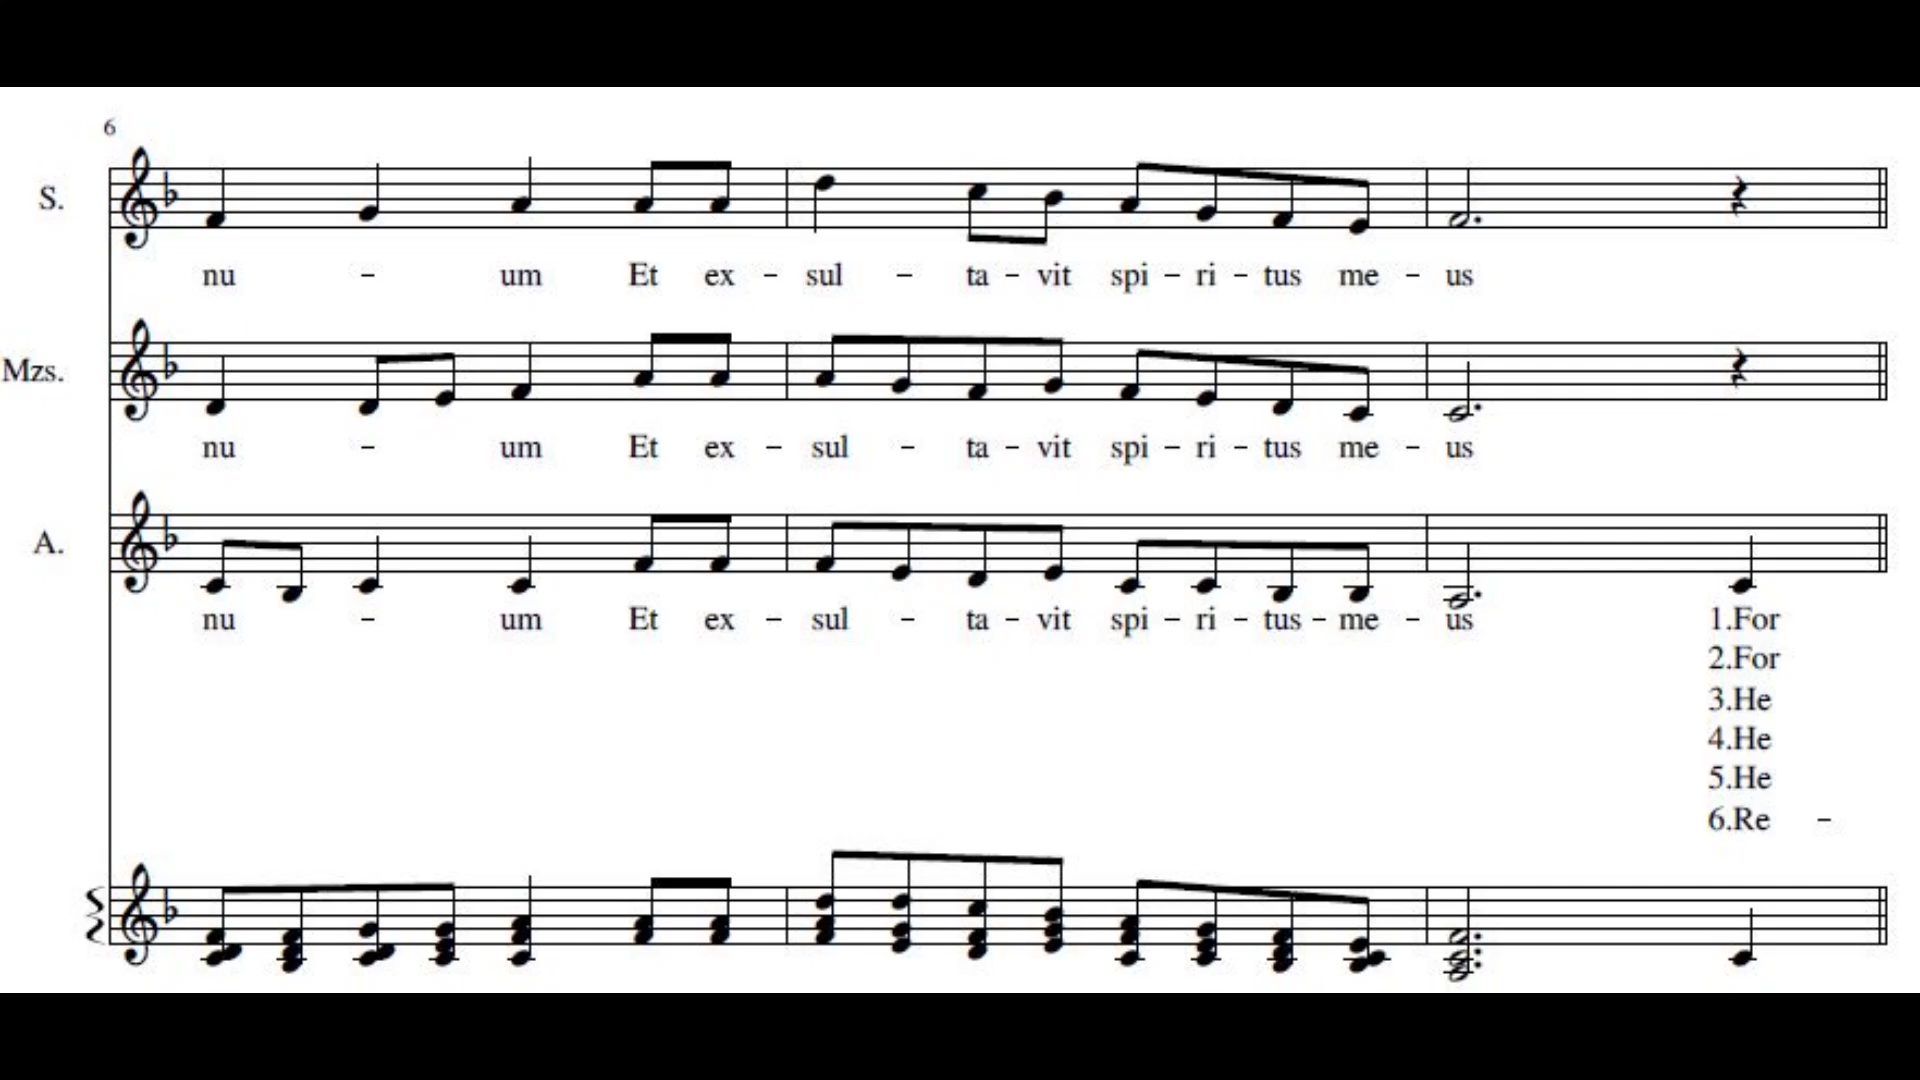 6
S.
nu - um Et ex - sul - ta - vit spi - ri - tus me - us
Mzs.
nu - um Et ex - sul - ta - vit spi - ri - tus me - us
A.
nu - um Et ex - sul - ta - vit spi - ri - tus - me - us 1.For
2.For
3.He
4.He
5.He
6.Re -